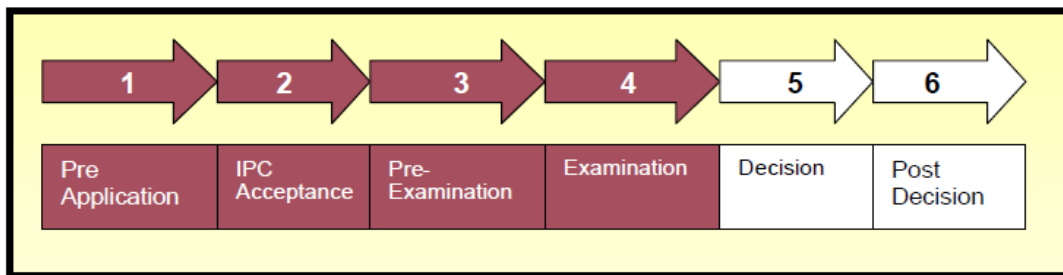 1 2 3 4 5 6
Pre
Application
IPC
Acceptance
Pre-
Examination
Examination
Decision
Post
Decision